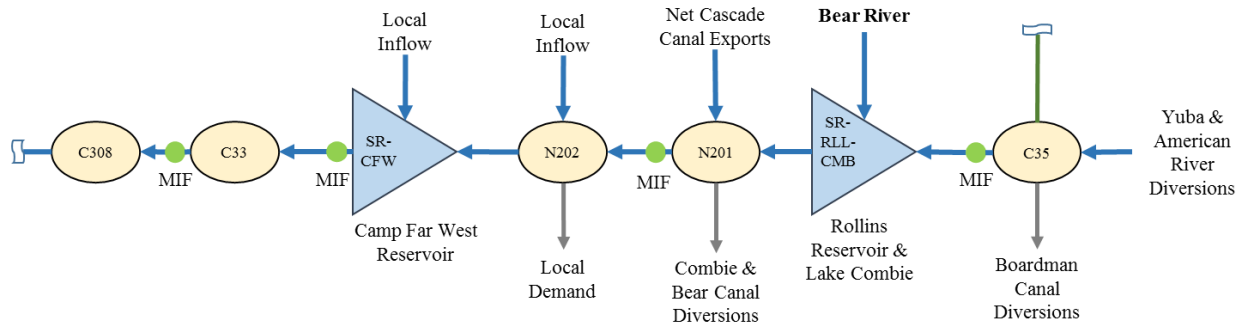 Local
Inflow
Local
Inflow
Net Cascade
Canal Exports
Bear River
C308
C33
SR-
CFW
N202
N201
SR-
RLL-
CMB
C35
Yuba &
American
River
Diversions
MIF
MIF
MIF
MIF
Camp Far West
Reservoir
Local
Demand
Combie &
Bear Canal
Diversions
Rollins
Reservoir &
Lake Combie
Boardman
Canal
Diversions